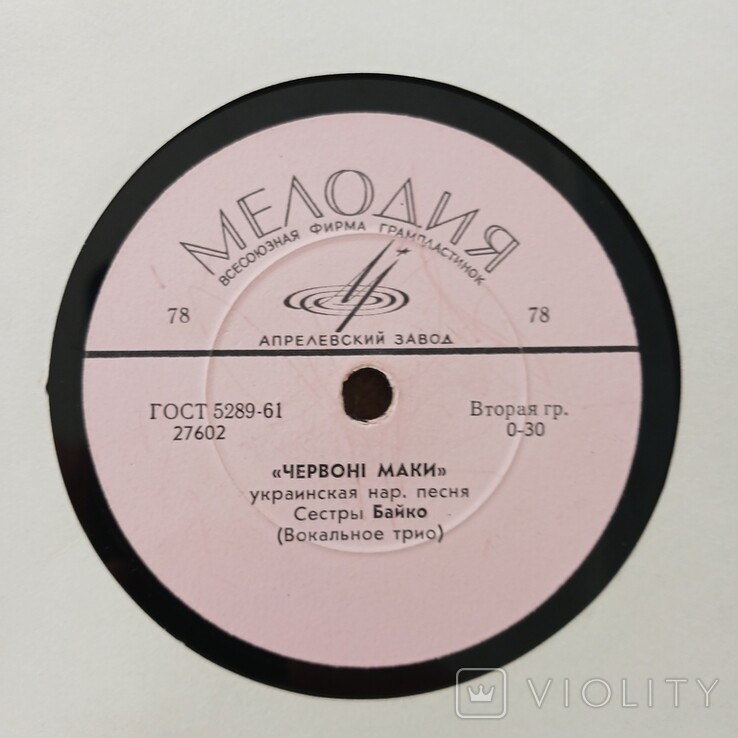 МЕЛОДИЯ
ВСЕСОЮЗНАЯ ФИРМА ГРАМПЛАСТИНОК
78
78
АПРЕЛЕВСКИЙ ЗАВОД
ГОСТ 5289-61
27602
Вторая гр.
0-30
«ЧЕРВОНІ МАКИ»
украинская нар. песня
Сестры Байко
(Вокальное трио)
VIOLITY